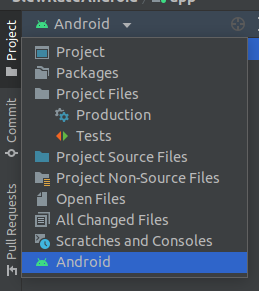 app
Project
Commit
Pull Requests
Android
Project
Packages
Project Files
Production
Tests
Project Source Files
Project Non-Source Files
Open Files
All Changed Files
Scratches and Consoles
Android